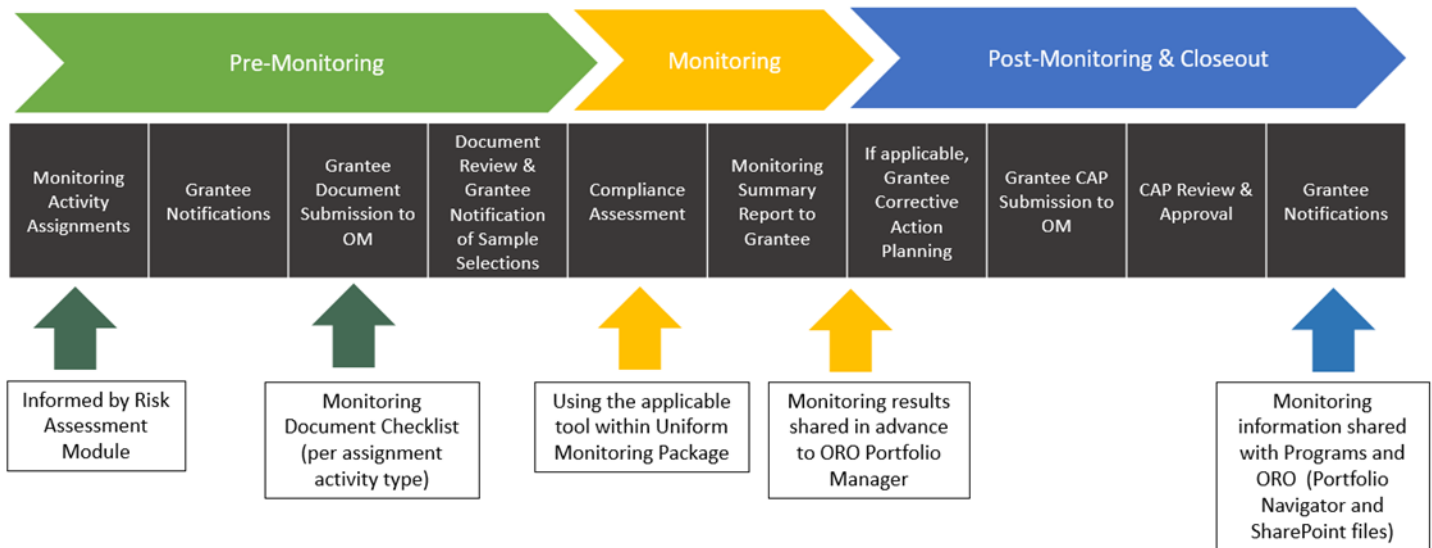 Pre-Monitoring
Monitoring
Post-Monitoring & Closeout
Monitoring
Activity
Assignments
Grantee
Notifications
Grantee
Document
Submission to
OM
Document
Review &
Grantee
Notification
of Sample
Selections
Compliance
Assessment
Monitoring
Summary
Report to
Grantee
If applicable,
Grantee
Corrective
Action
Planning
Grantee CAP
Submission to
OM
CAP Review &
Approval
Grantee
Notifications
Informed by Risk
Assessment
Module
Monitoring
Document Checklist
(per assignment
activity type)
Using the applicable
tool within Uniform
Monitoring Package
Monitoring results
shared in advance
to ORO Portfolio
Manager
Monitoring
information shared
with Programs and
ORO (Portfolio
Navigator and
SharePoint files)